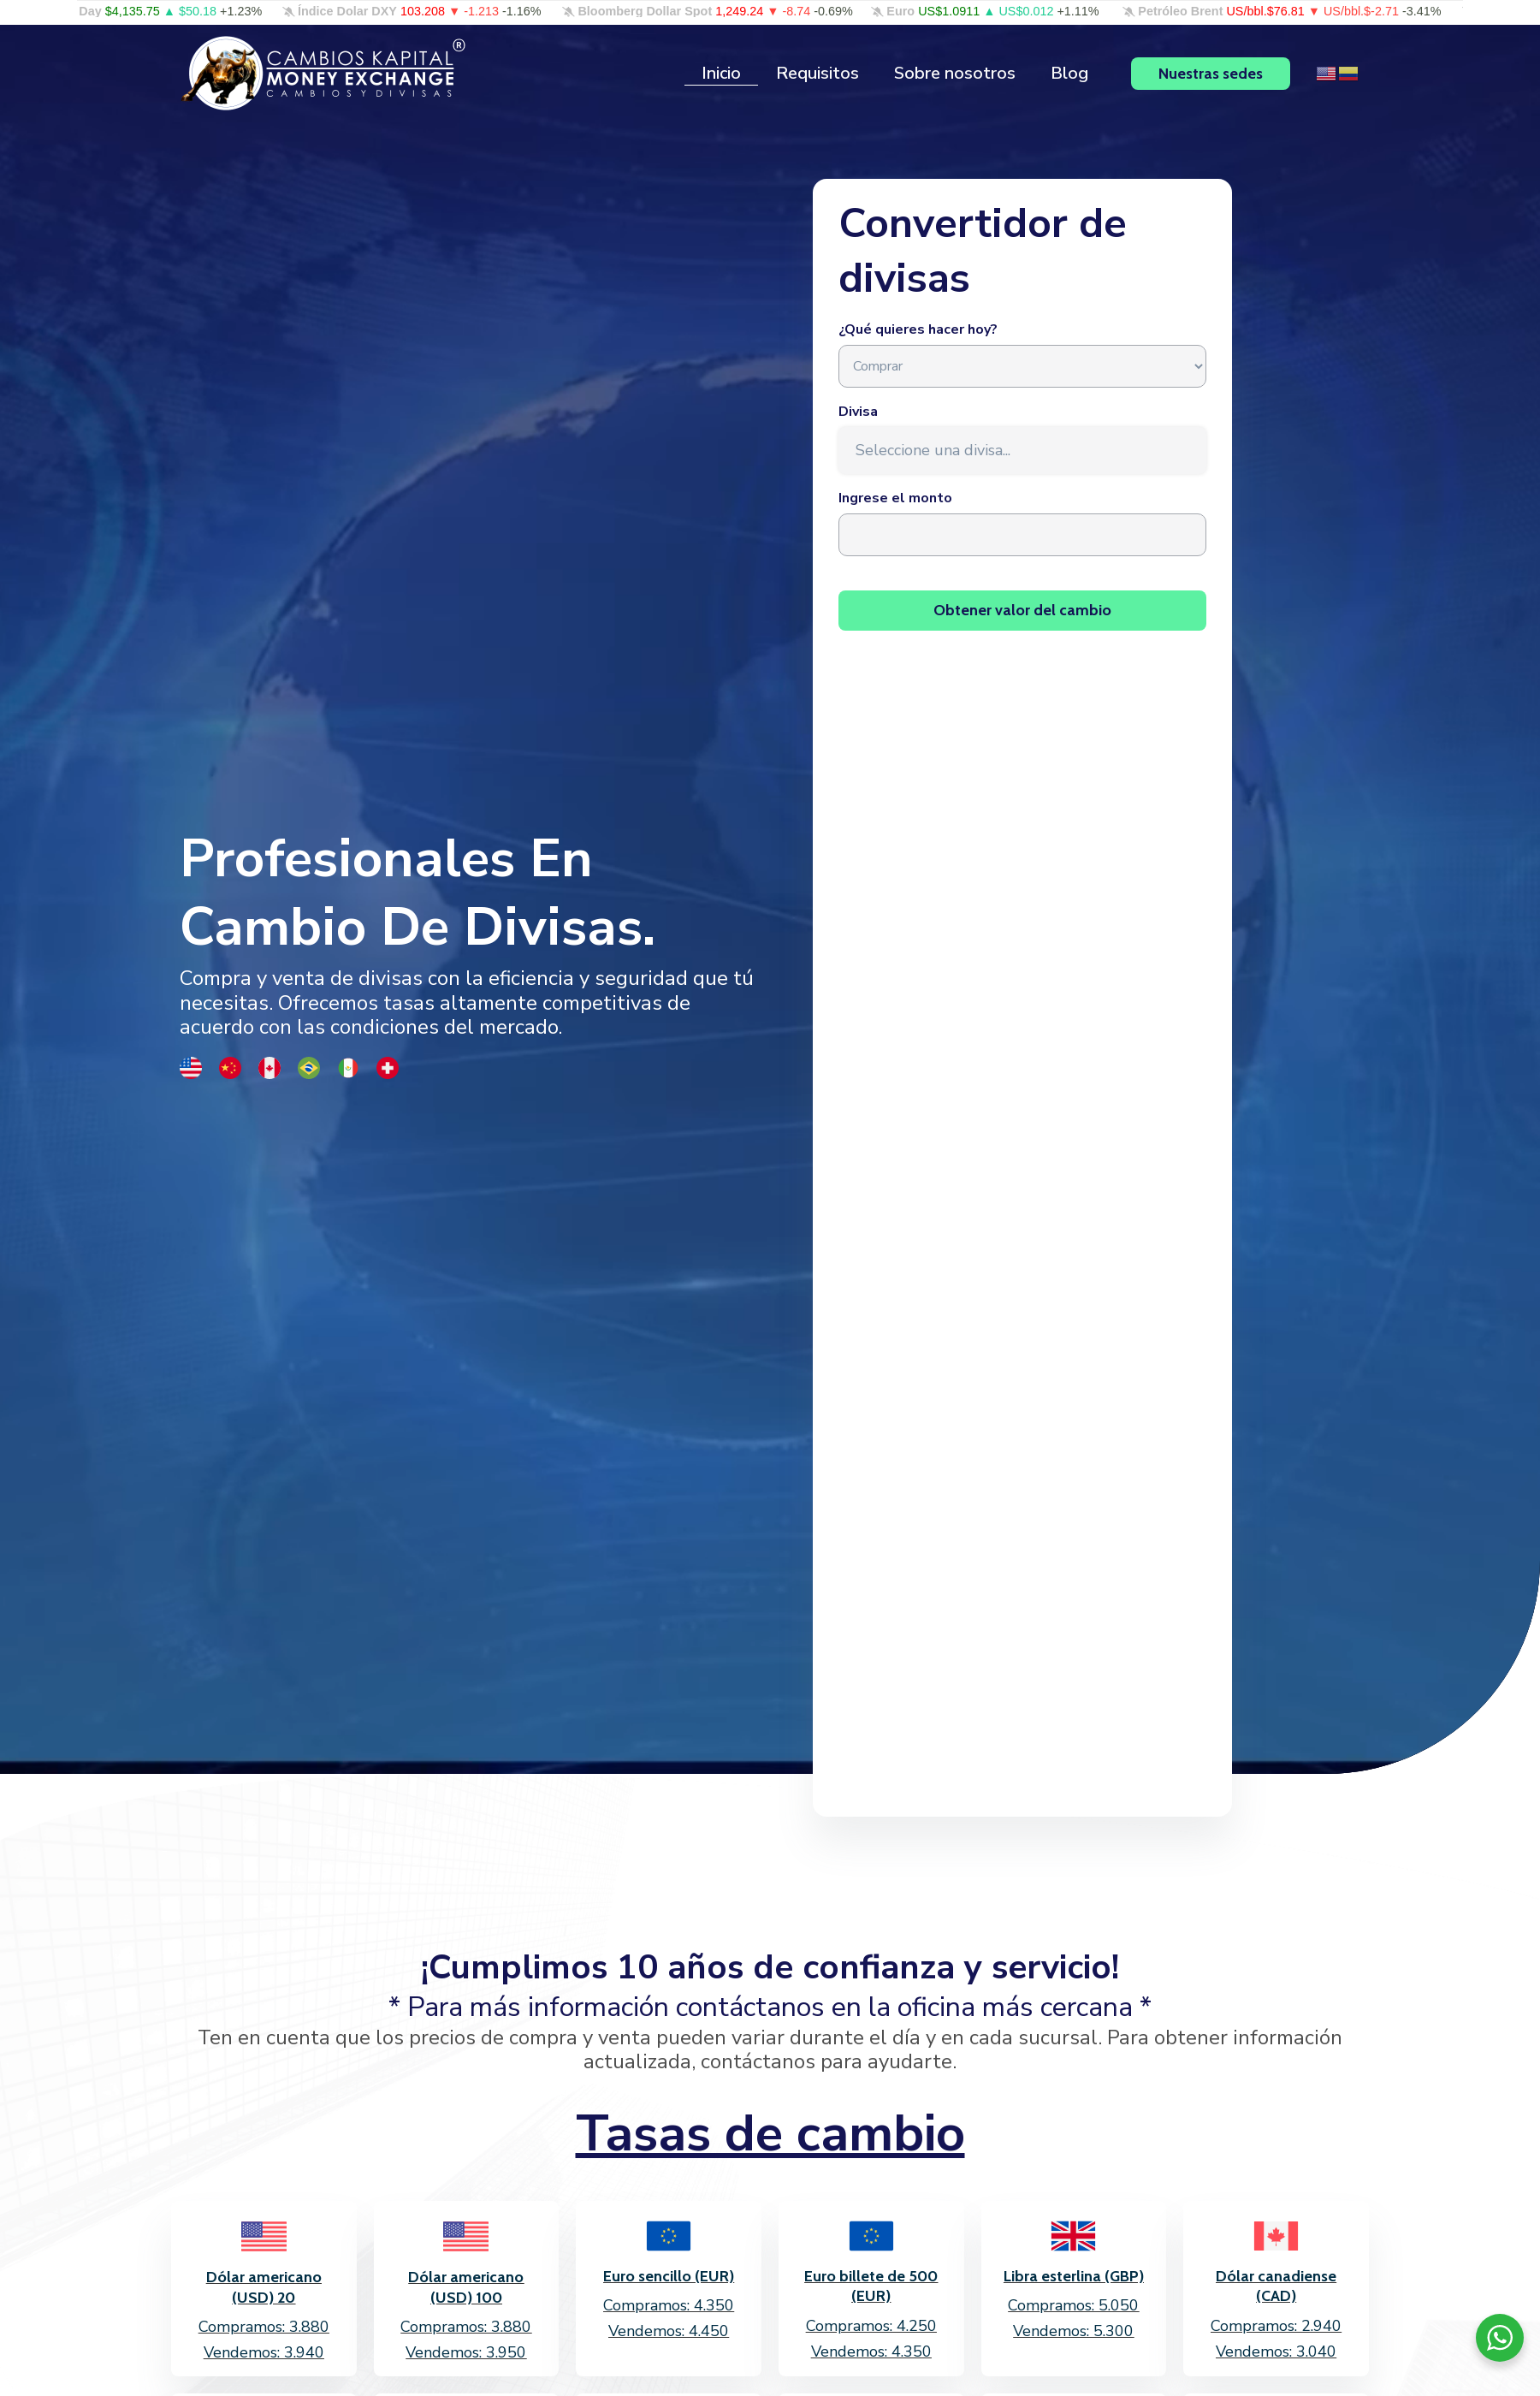 Day $4,135.75 ▲ $50.18 +1.23% Índice Dolar DXY 103.208 ▼ -1.213 -1.16% Bloomberg Dollar Spot 1,249.24 ▼ -8.74 -0.69% Euro US$1.0911 ▲ US$0.012 +1.11% Petróleo Brent US/bbl.$76.81 ▼ US/bbl.$-2.71 -3.41%
CAMBIOS KAPITAL ®
MONEY EXCHANGE
CAMBIOS Y DIVISAS
Inicio Requisitos Sobre nosotros Blog Nuestras sedes
Convertidor de
divisas
¿Qué quieres hacer hoy?
Comprar
Divisa
Seleccione una divisa...
Ingrese el monto
Obtener valor del cambio
Profesionales En
Cambio De Divisas.
Compra y venta de divisas con la eficiencia y seguridad que tú
necesitas. Ofrecemos tasas altamente competitivas de
acuerdo con las condiciones del mercado.
¡Cumplimos 10 años de confianza y servicio!
* Para más información contáctanos en la oficina más cercana *
Ten en cuenta que los precios de compra y venta pueden variar durante el día y en cada sucursal. Para obtener información
actualizada, contáctanos para ayudarte.
Tasas de cambio
Dólar americano
(USD) 20
Compramos: 3.880
Vendemos: 3.940
Dólar americano
(USD) 100
Compramos: 3.880
Vendemos: 3.950
Euro sencillo (EUR)
Compramos: 4.350
Vendemos: 4.450
Euro billete de 500
(EUR)
Compramos: 4.250
Vendemos: 4.350
Libra esterlina (GBP)
Compramos: 5.050
Vendemos: 5.300
Dólar canadiense
(CAD)
Compramos: 2.940
Vendemos: 3.040